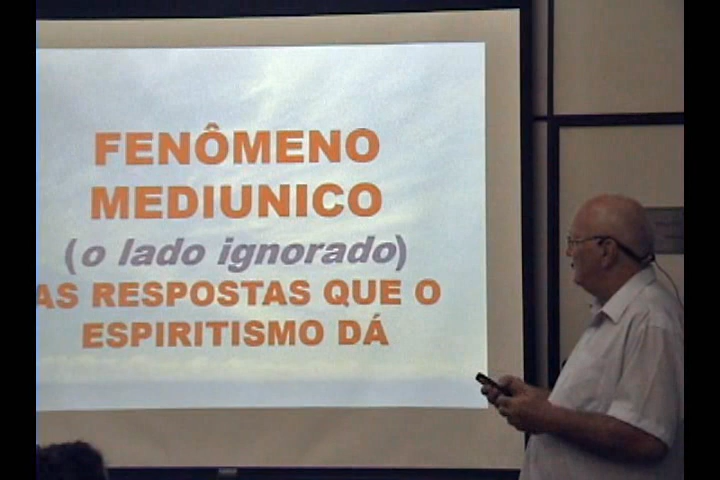 FENÔMENO
MEDIUNICO
(o lado ignorado)
AS RESPOSTAS QUE O
ESPIRITISMO DÁ